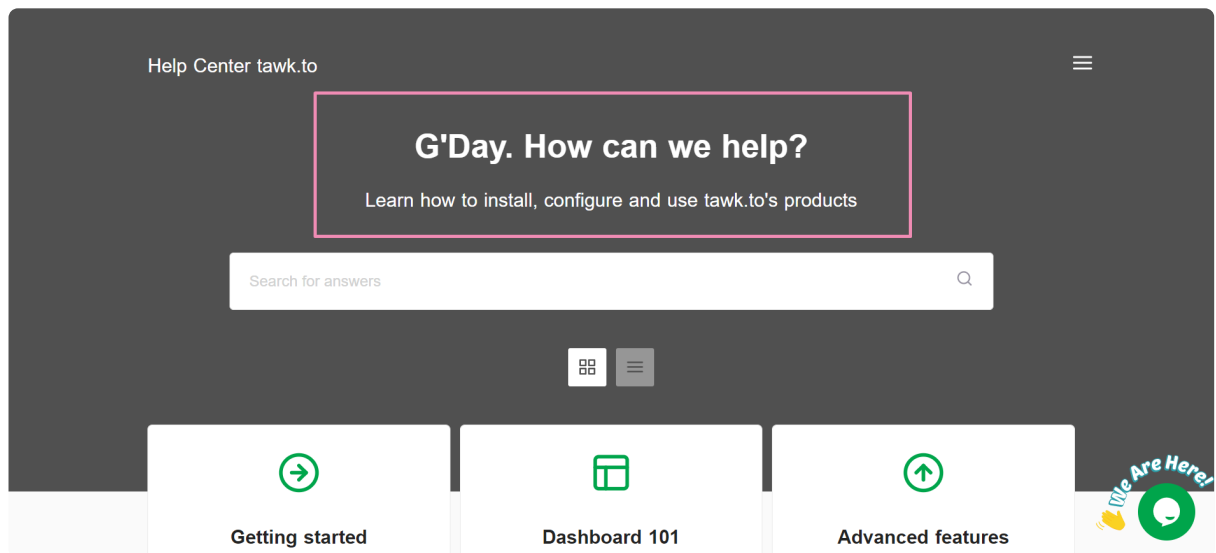 Help Center tawk.to
G'Day. How can we help?
Learn how to install, configure and use tawk.to's products
Search for answers
Getting started
Dashboard 101
Advanced features
We Are Here!